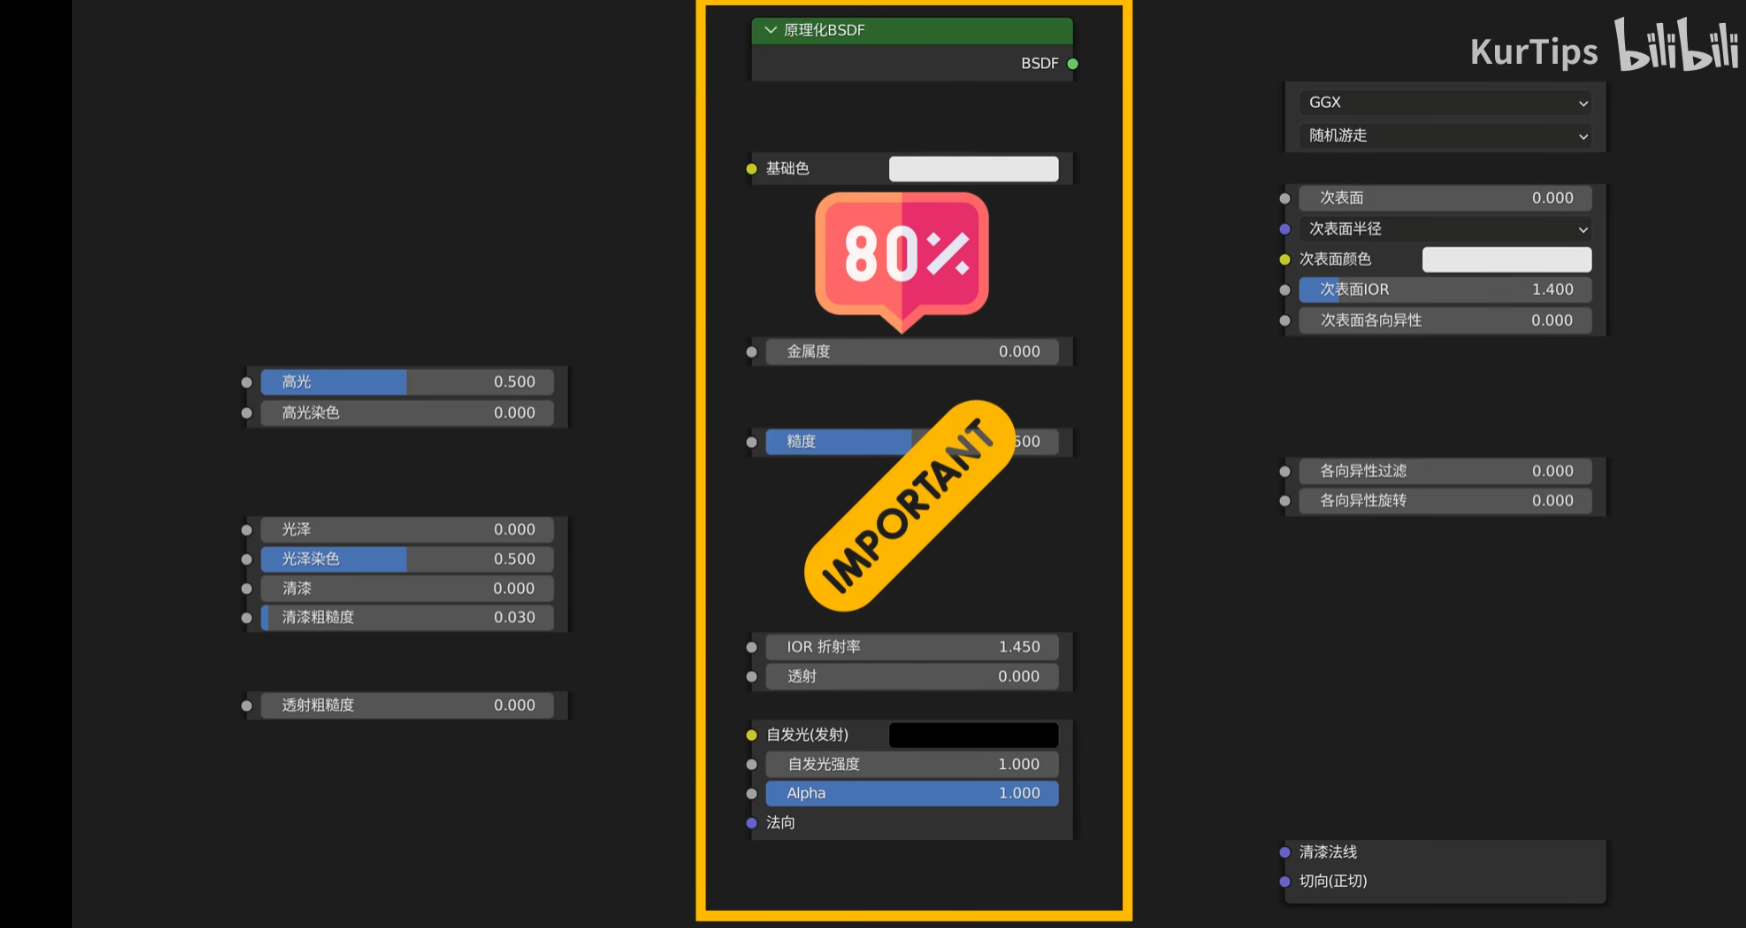 KurTips bilibili
原理化BSDF
BSDF
基础色
80%
金属度 0.000
糙度 500
IMPORTANT
IOR 折射率 1.450
透射 0.000
自发光(发射)
自发光强度 1.000
Alpha 1.000
法向
高光 0.500
高光染色 0.000
光泽 0.000
光泽染色 0.500
清漆 0.000
清漆粗糙度 0.030
透射粗糙度 0.000
GGX
随机游走
次表面 0.000
次表面半径
次表面颜色
次表面IOR 1.400
次表面各向异性 0.000
各向异性过滤 0.000
各向异性旋转 0.000
清漆法线
切向(正切)